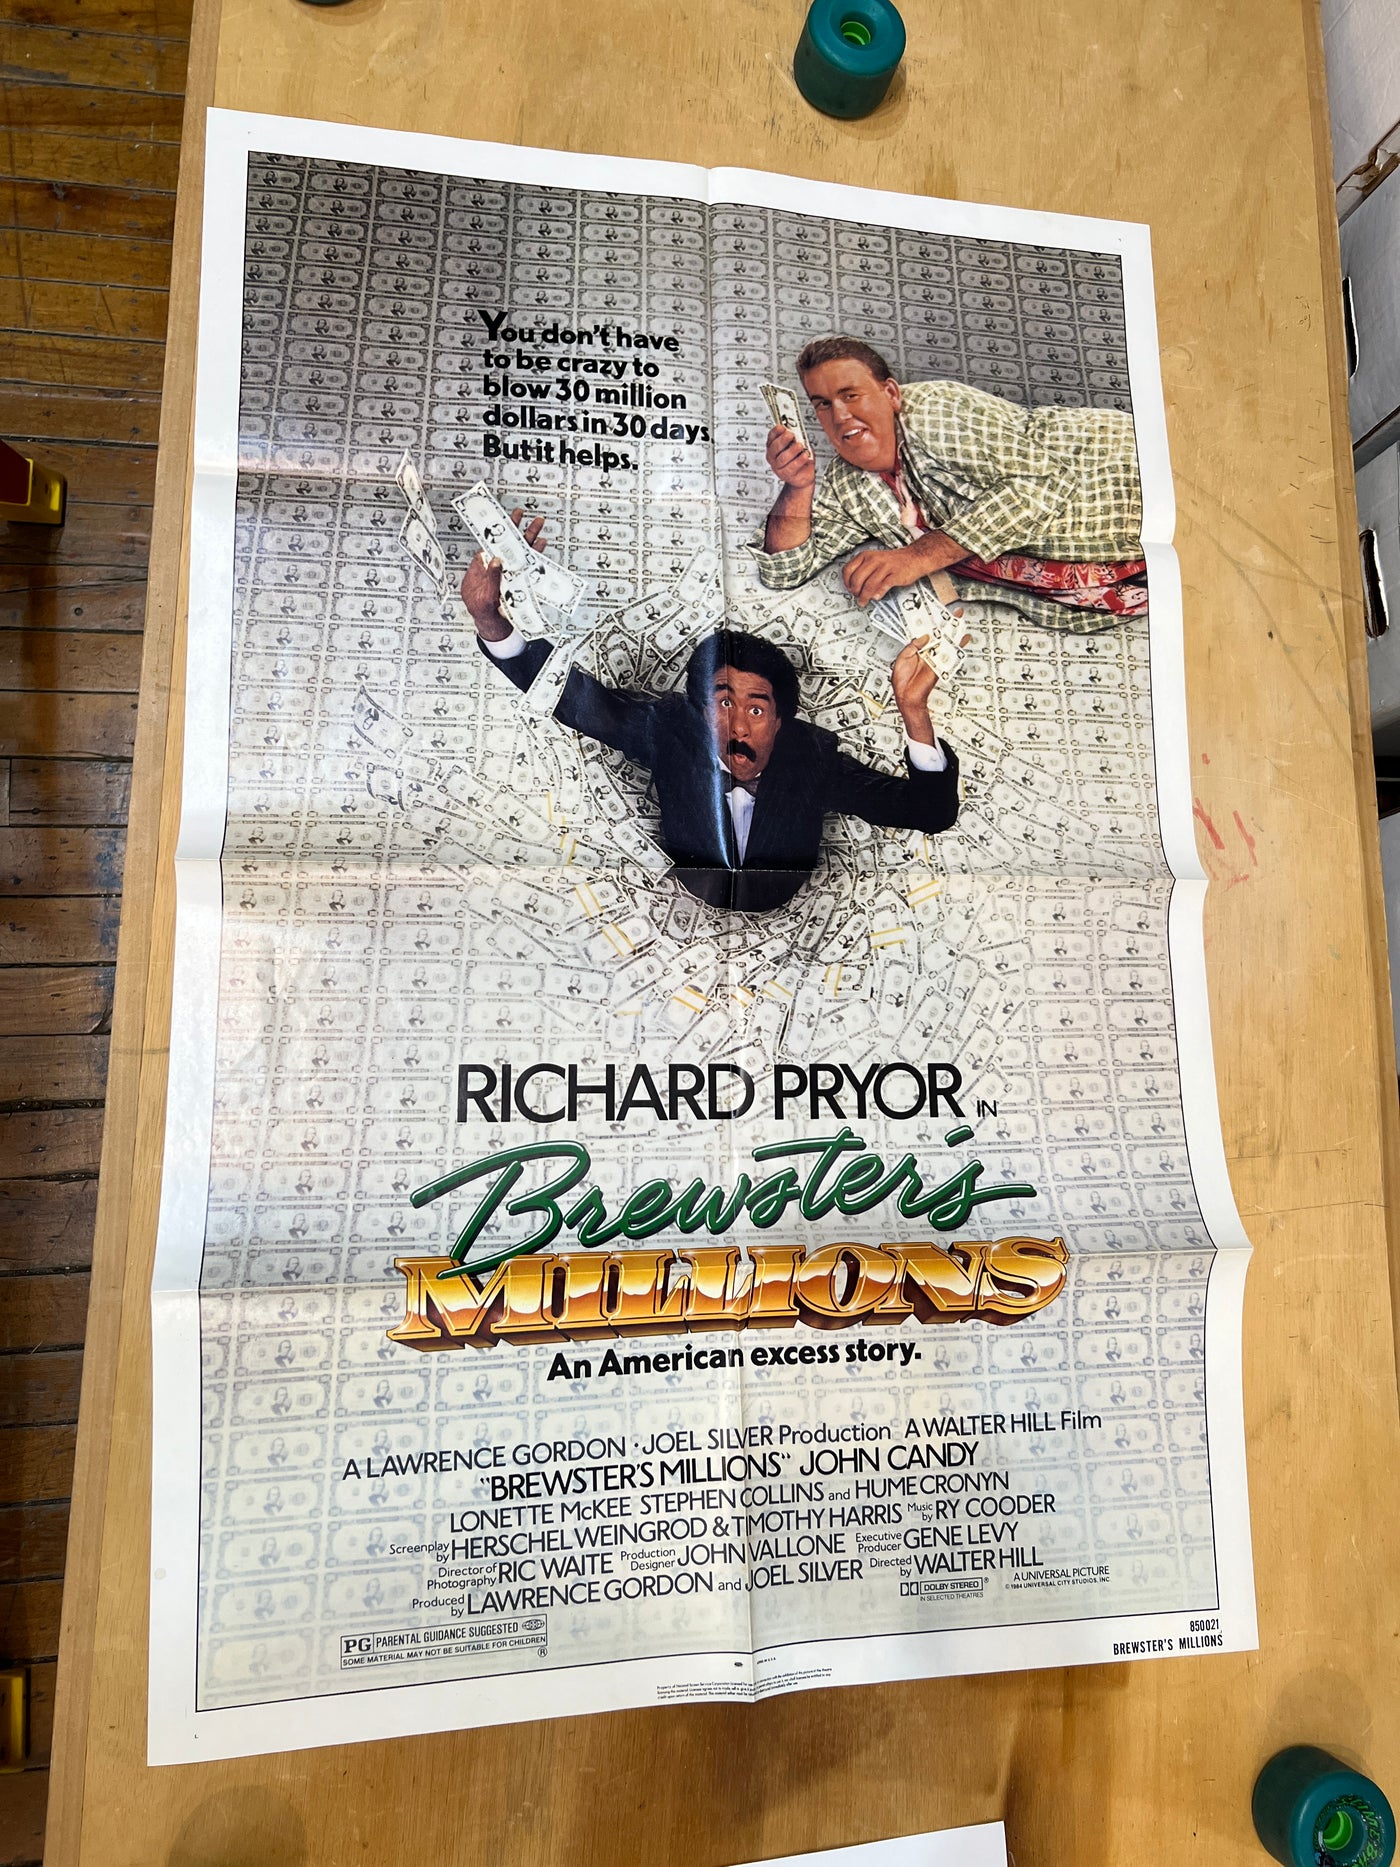 You don't have
to be crazy to
blow 30 million
dollars in 30 days.
But it helps.
RICHARD PRYOR IN
Brewster's
MILLIONS
An American excess story.
A LAWRENCE GORDON · JOEL SILVER Production A WALTER HILL Film
"BREWSTER'S MILLIONS" JOHN CANDY
LONETTE McKEE STEPHEN COLLINS and HUME CRONYN
Screenplay by HERSCHEL WEINGROD & TIMOTHY HARRIS Music by RY COODER
Director of Photography RIC WAITE Production Designer JOHN VALLONE Executive Producer GENE LEVY
Produced by LAWRENCE GORDON and JOEL SILVER Directed by WALTER HILL
DOLBY STEREO ®
IN SELECTED THEATRES
A UNIVERSAL PICTURE
© 1984 UNIVERSAL CITY STUDIOS, INC.
PG PARENTAL GUIDANCE SUGGESTED
SOME MATERIAL MAY NOT BE SUITABLE FOR CHILDREN ®
850021
BREWSTER'S MILLIONS